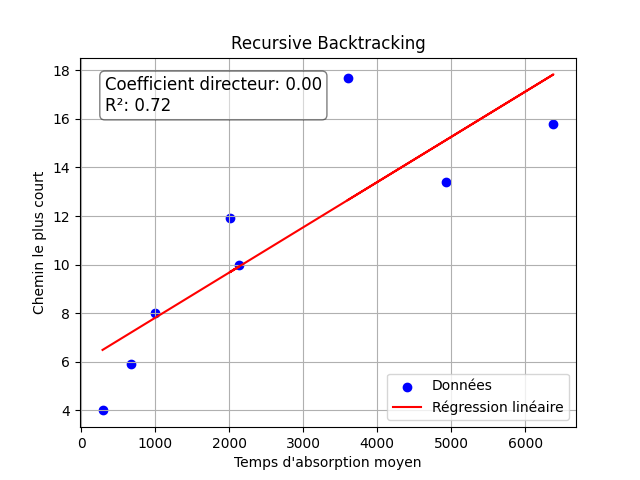 Recursive Backtracking
Coefficient directeur: 0.00
R²: 0.72
18
16
14
12
10
8
6
4
Chemin le plus court
Données
Régression linéaire
0 1000 2000 3000 4000 5000 6000
Temps d'absorption moyen